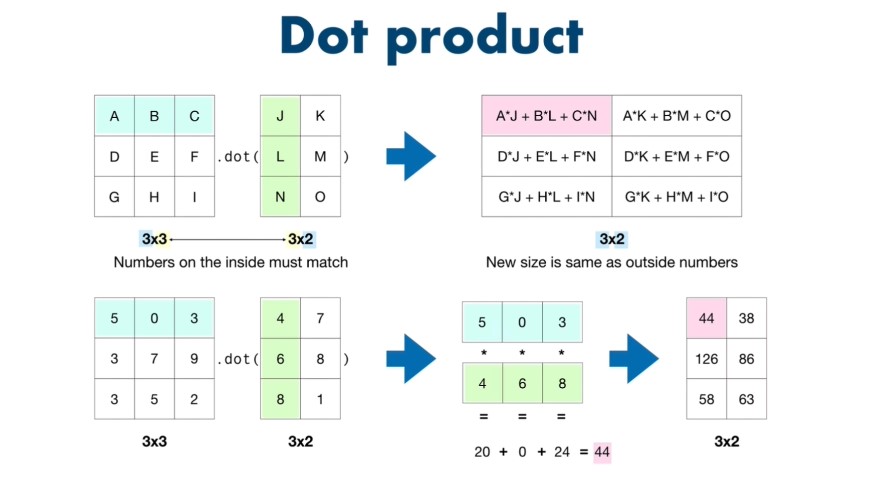 Dot product
A B C
D E F
G H I
.dot(
J K
L M
N O
)
A*J + B*L + C*N A*K + B*M + C*O
D*J + E*L + F*N D*K + E*M + F*O
G*J + H*L + I*N G*K + H*M + I*O
3x3 3x2
Numbers on the inside must match
3x2
New size is same as outside numbers
5 0 3
3 7 9
3 5 2
.dot(
4 7
6 8
8 1
)
3x3
3x2
5 0 3
* * *
4 6 8
= = =
20 + 0 + 24 = 44
44 38
126 86
58 63
3x2